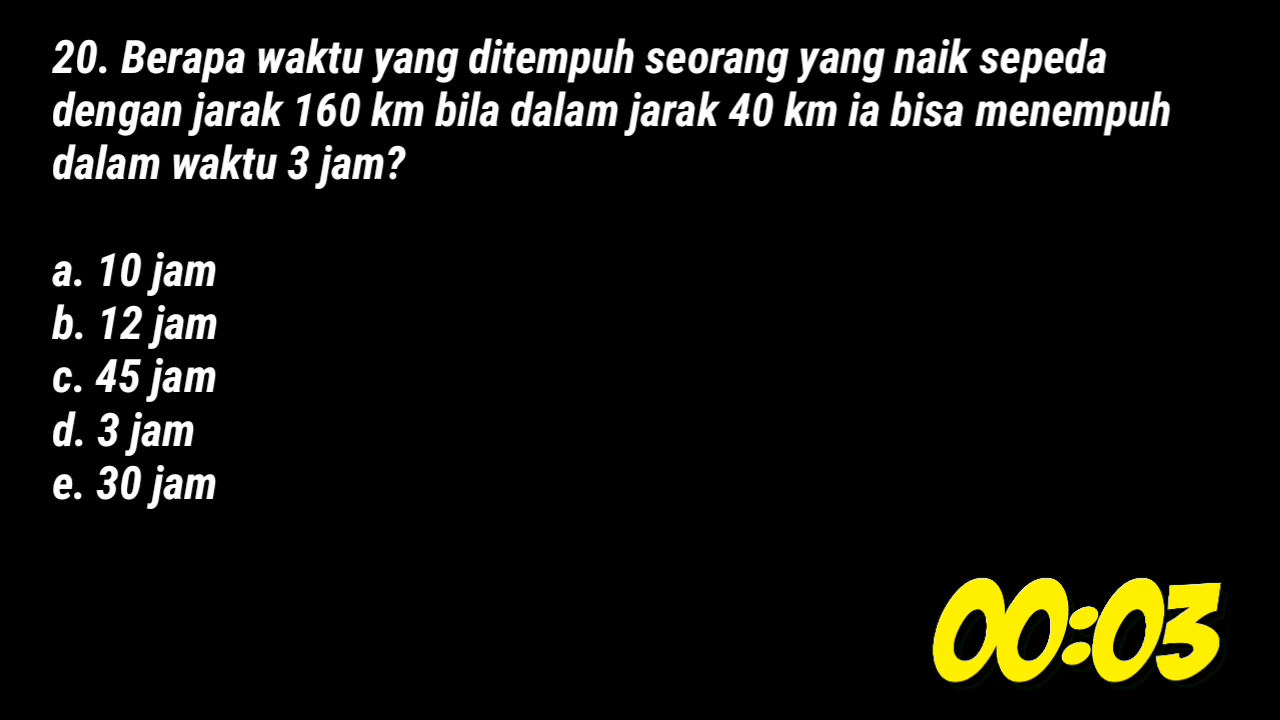 20. Berapa waktu yang ditempuh seorang yang naik sepeda
dengan jarak 160 km bila dalam jarak 40 km ia bisa menempuh
dalam waktu 3 jam?
a. 10 jam
b. 12 jam
c. 45 jam
d. 3 jam
e. 30 jam
00:03